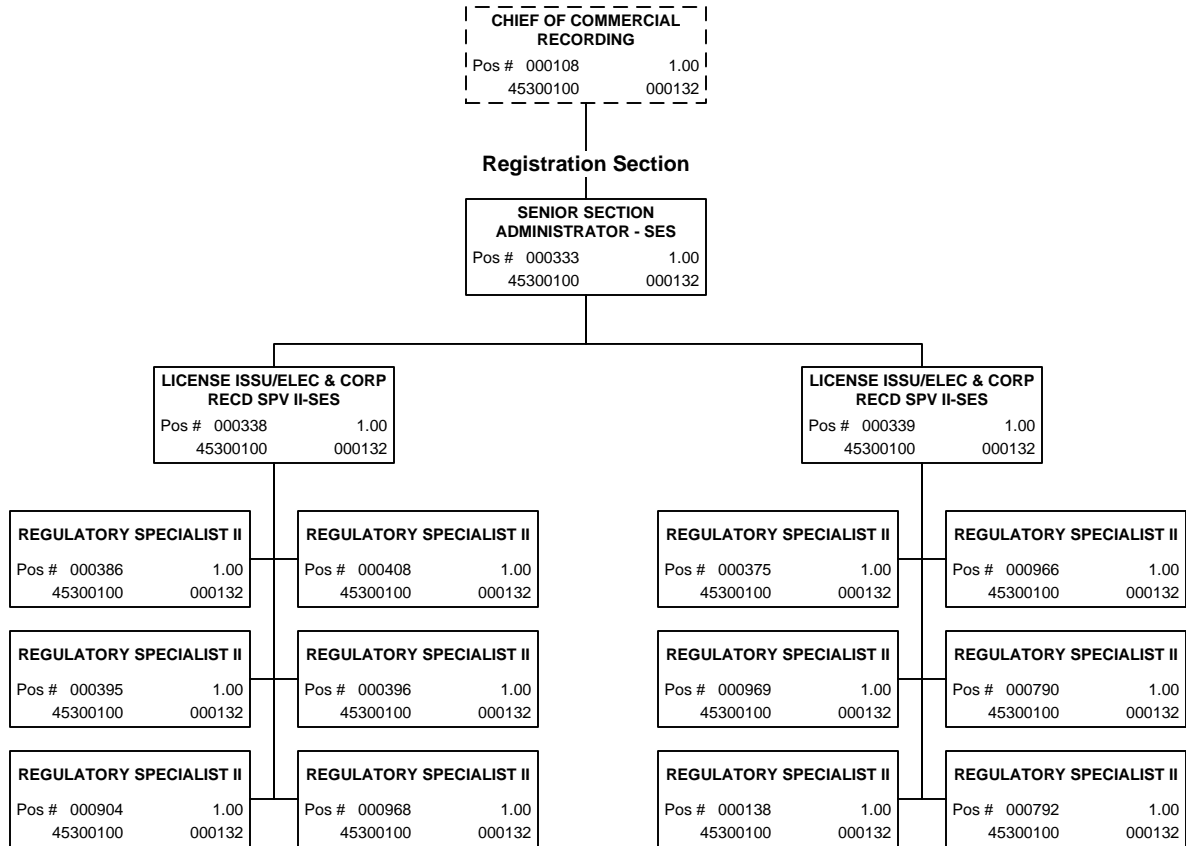 CHIEF OF COMMERCIAL
RECORDING
Pos # 000108 1.00
45300100 000132
Registration Section
SENIOR SECTION
ADMINISTRATOR - SES
Pos # 000333 1.00
45300100 000132
LICENSE ISSU/ELEC & CORP
RECD SPV II-SES
Pos # 000338 1.00
45300100 000132
LICENSE ISSU/ELEC & CORP
RECD SPV II-SES
Pos # 000339 1.00
45300100 000132
REGULATORY SPECIALIST II
Pos # 000386 1.00
45300100 000132
REGULATORY SPECIALIST II
Pos # 000408 1.00
45300100 000132
REGULATORY SPECIALIST II
Pos # 000375 1.00
45300100 000132
REGULATORY SPECIALIST II
Pos # 000966 1.00
45300100 000132
REGULATORY SPECIALIST II
Pos # 000395 1.00
45300100 000132
REGULATORY SPECIALIST II
Pos # 000396 1.00
45300100 000132
REGULATORY SPECIALIST II
Pos # 000969 1.00
45300100 000132
REGULATORY SPECIALIST II
Pos # 000790 1.00
45300100 000132
REGULATORY SPECIALIST II
Pos # 000904 1.00
45300100 000132
REGULATORY SPECIALIST II
Pos # 000968 1.00
45300100 000132
REGULATORY SPECIALIST II
Pos # 000138 1.00
45300100 000132
REGULATORY SPECIALIST II
Pos # 000792 1.00
45300100 000132